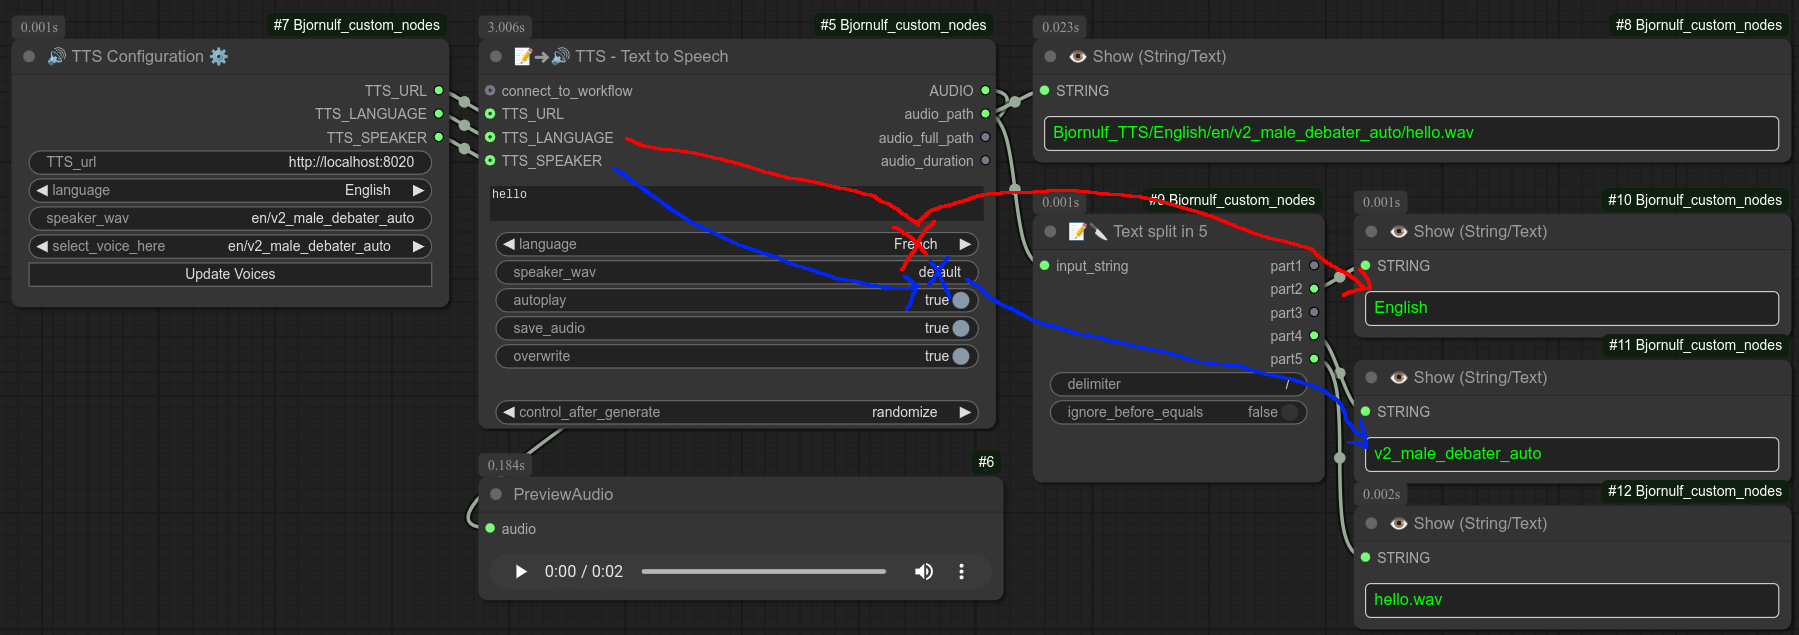 0.001s
#7 Bjornulf_custom_nodes
🔊 TTS Configuration ⚙️
TTS_URL
TTS_LANGUAGE
TTS_SPEAKER
TTS_url http://localhost:8020
◀ language English ▶
speaker_wav en/v2_male_debater_auto
◀ select_voice_here en/v2_male_debater_auto ▶
Update Voices
3.006s
#5 Bjornulf_custom_nodes
📝➜🔊 TTS - Text to Speech
connect_to_workflow AUDIO
TTS_URL audio_path
TTS_LANGUAGE audio_full_path
TTS_SPEAKER audio_duration
hello
◀ language French ▶
speaker_wav default
autoplay true
save_audio true
overwrite true
◀ control_after_generate randomize ▶
0.184s
#6
PreviewAudio
audio
0:00 / 0:02
0.023s
#8 Bjornulf_custom_nodes
👁️ Show (String/Text)
STRING
Bjornulf_TTS/English/en/v2_male_debater_auto/hello.wav
0.001s
#9 Bjornulf_custom_nodes
📝🔪 Text split in 5
input_string part1
part2
part3
part4
part5
delimiter /
ignore_before_equals false
0.001s
#10 Bjornulf_custom_nodes
👁️ Show (String/Text)
STRING
English
#11 Bjornulf_custom_nodes
👁️ Show (String/Text)
STRING
v2_male_debater_auto
0.002s
#12 Bjornulf_custom_nodes
👁️ Show (String/Text)
STRING
hello.wav